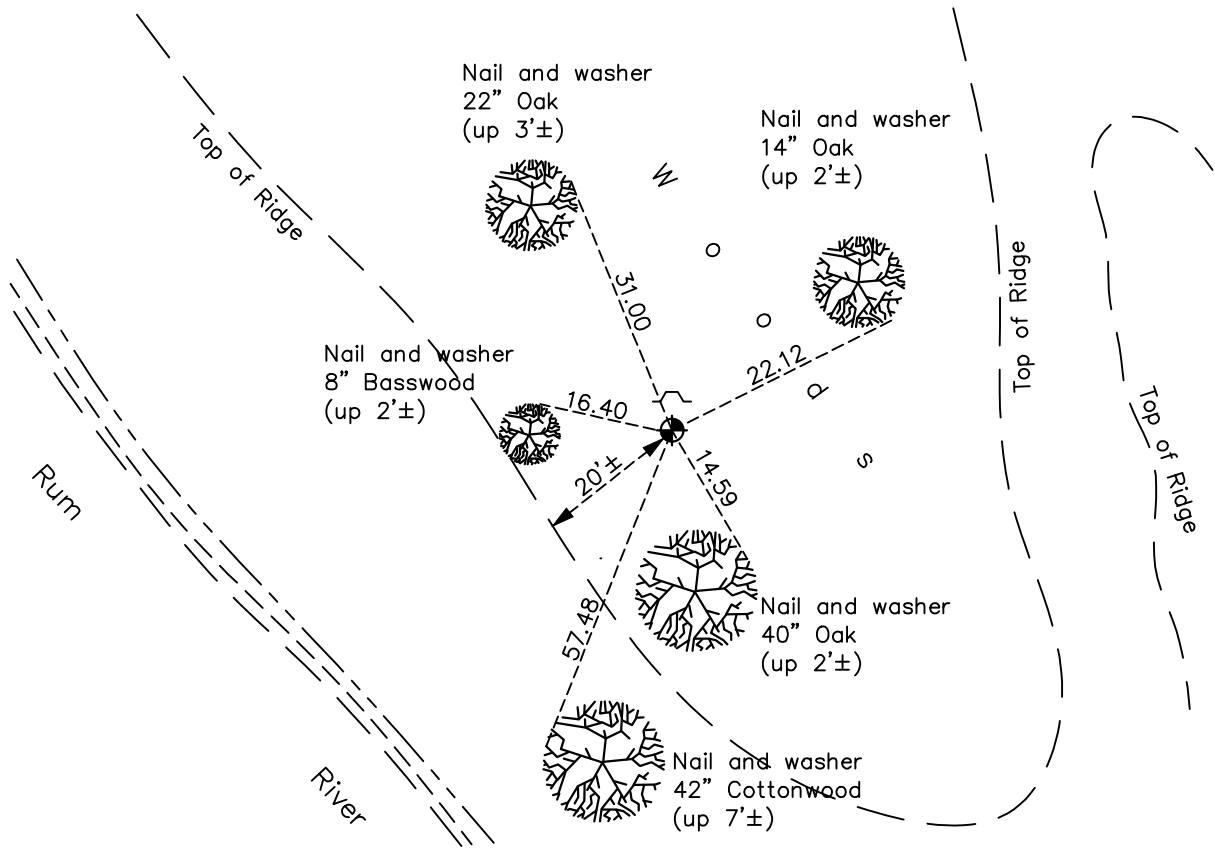 Nail and washer
22” Oak
(up 3'±)
Nail and washer
14” Oak
(up 2'±)
Top of Ridge
W o o d s
31.00
Top of Ridge
22.12
Nail and washer
8” Basswood
(up 2'±)
16.40
Top of Ridge
20'±
14.59
Rum
River
57.48
Nail and washer
40” Oak
(up 2'±)
Nail and washer
42” Cottonwood
(up 7'±)